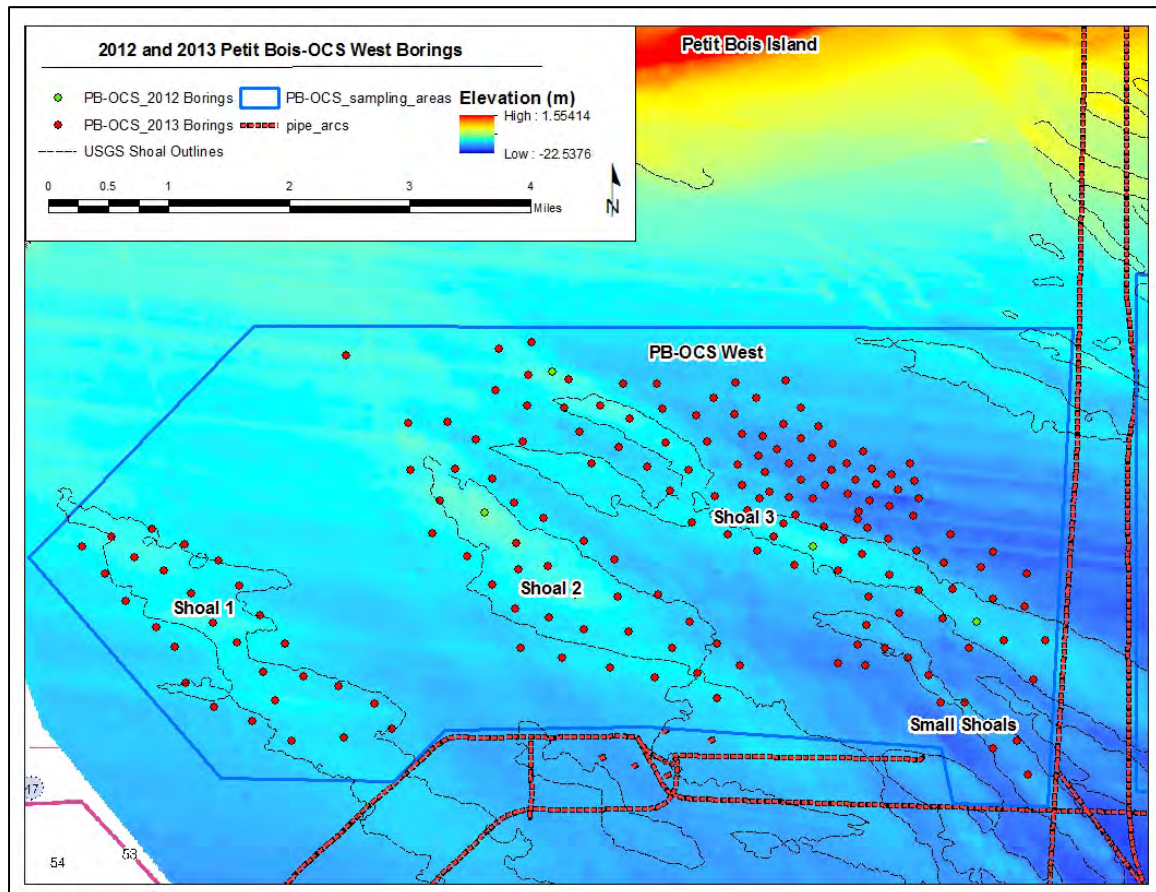 2012 and 2013 Petit Bois-OCS West Borings
PB-OCS_2012 Borings
PB-OCS_sampling_areas
Elevation (m)
PB-OCS_2013 Borings
pipe_arcs
High : 1.55414
USGS Shoal Outlines
Low : -22.5376
0 0.5 1 2 3 4
Miles
N
Petit Bois Island
PB-OCS West
Shoal 3
Shoal 2
Shoal 1
Small Shoals
17
54
53